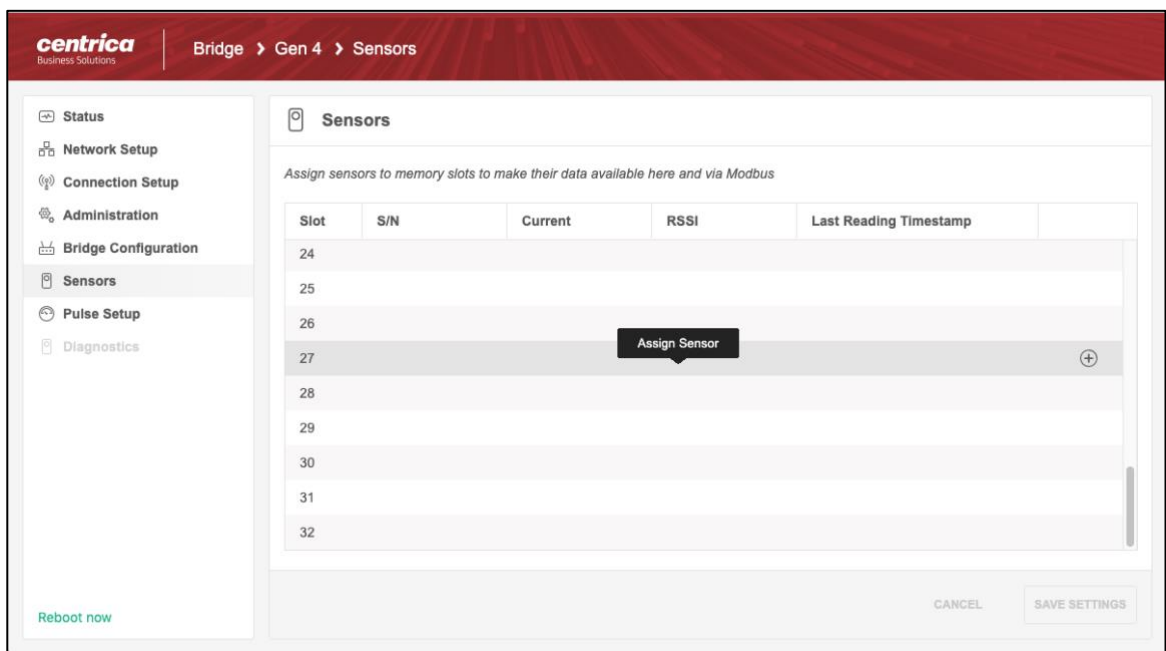 centrica
Business Solutions
Bridge > Gen 4 > Sensors
Status
Network Setup
Connection Setup
Administration
Bridge Configuration
Sensors
Pulse Setup
Diagnostics
Reboot now
Sensors
Assign sensors to memory slots to make their data available here and via Modbus
Slot S/N Current RSSI Last Reading Timestamp
24
25
26
Assign Sensor
27
28
29
30
31
32
CANCEL SAVE SETTINGS